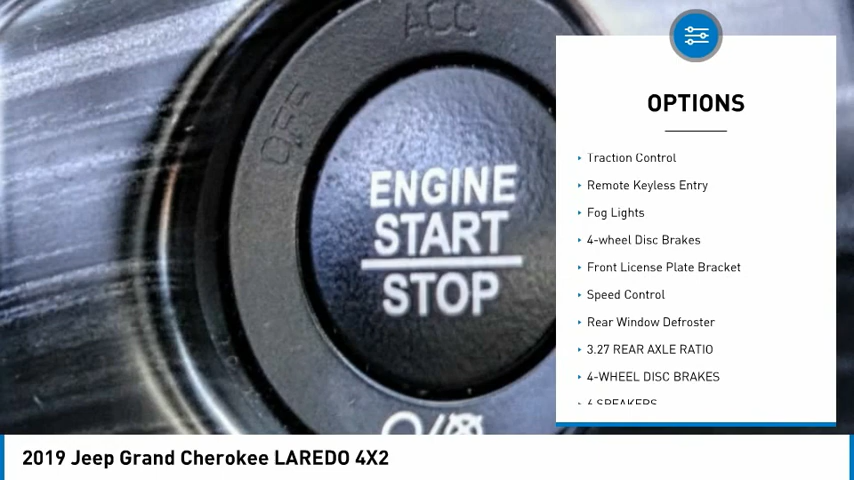 ACC
OFF
ENGINE
START
STOP
OPTIONS
Traction Control
Remote Keyless Entry
Fog Lights
4-wheel Disc Brakes
Front License Plate Bracket
Speed Control
Rear Window Defroster
3.27 REAR AXLE RATIO
4-WHEEL DISC BRAKES
6 SPEAKERS
2019 Jeep Grand Cherokee LAREDO 4X2